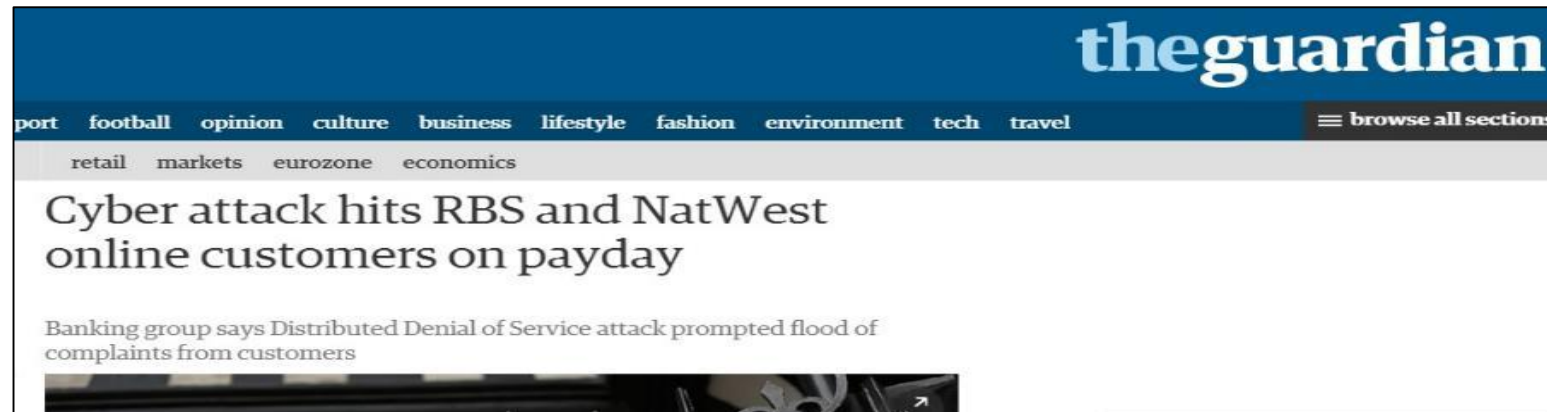 theguardian
port football opinion culture business lifestyle fashion environment tech travel browse all sections
retail markets eurozone economics
Cyber attack hits RBS and NatWest
online customers on payday
Banking group says Distributed Denial of Service attack prompted flood of
complaints from customers